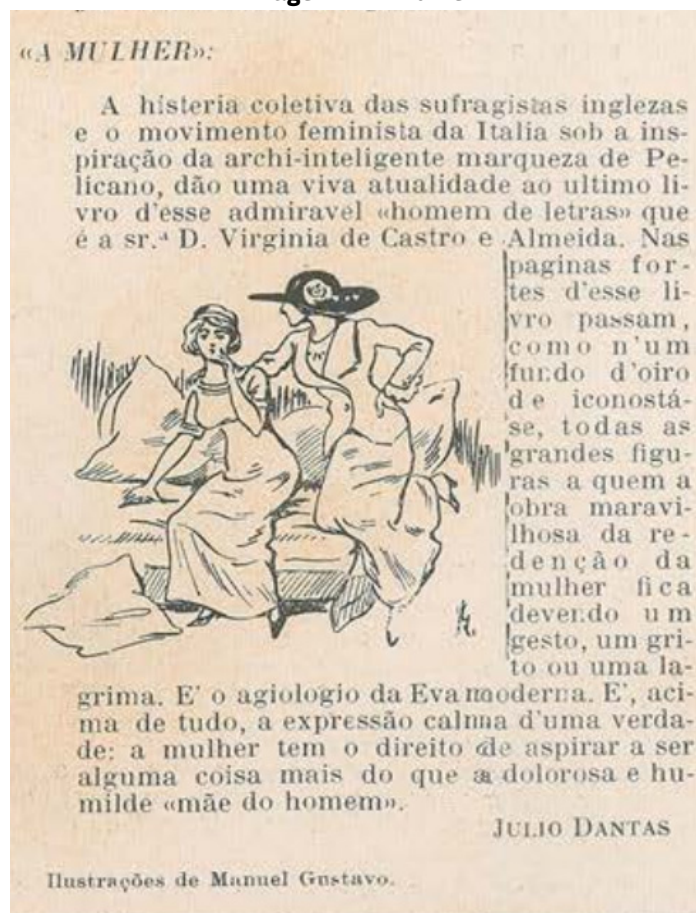 «A MULHER»:
A histeria coletiva das sufragistas inglezas
e o movimento feminista da Italia sob a ins-
piração da archi-inteligente marqueza de Pe-
licano, dão uma viva atualidade ao ultimo li-
vro d'esse admiravel «homem de letras» que
é a sr.ª D. Virginia de Castro e Almeida. Nas
paginas for-
tes d'esse li-
vro passam,
como n'um
fundo d'oiro
de iconostá-
se, todas as
grandes figu-
ras a quem a
obra maravi-
lhosa da re-
denção da
mulher fica
devendo um
gesto, um gri-
to ou uma la-
grima. E' o agiologio da Eva moderna. E', aci-
ma de tudo, a expressão calma d'uma verda-
de: a mulher tem o direito de aspirar a ser
alguma coisa mais do que a dolorosa e hu-
milde «mãe do homem».
JULIO DANTAS
Ilustrações de Manuel Gustavo.